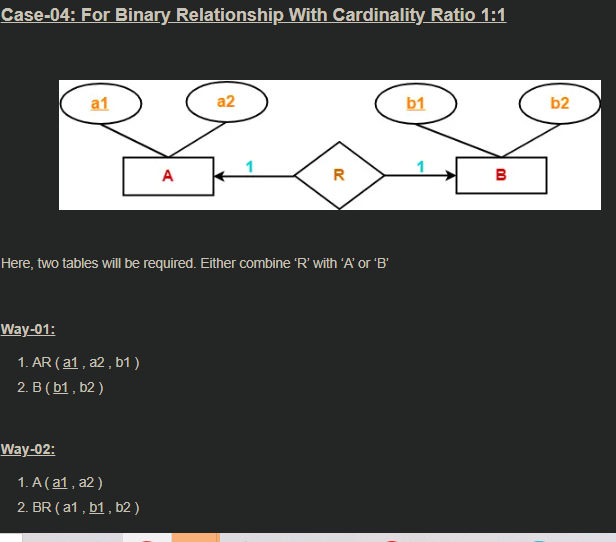 Case-04: For Binary Relationship With Cardinality Ratio 1:1
a1 a2 b1 b2
A 1 R 1 B
Here, two tables will be required. Either combine ‘R’ with ‘A’ or ‘B’
Way-01:
1. AR ( a1 , a2 , b1 )
2. B ( b1 , b2 )
Way-02:
1. A ( a1 , a2 )
2. BR ( a1 , b1 , b2 )